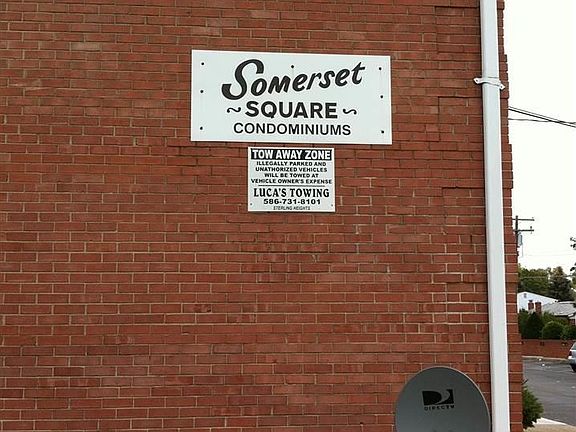 Somerset
~ SQUARE ~
CONDOMINIUMS
TOW AWAY ZONE
ILLEGALLY PARKED AND
UNATHORIZED VEHICLES
WILL BE TOWED AT
VEHICLE OWNER'S EXPENSE
LUCA'S TOWING
586-731-8101
STERLING HEIGHTS
DIRECTV